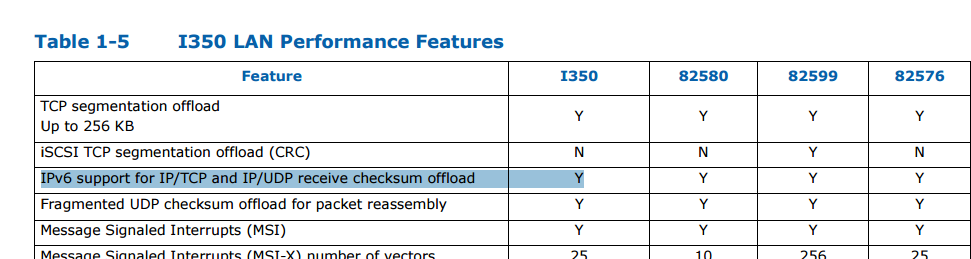 Table 1-5 I350 LAN Performance Features
Feature I350 82580 82599 82576
TCP segmentation offload
Up to 256 KB Y Y Y Y
iSCSI TCP segmentation offload (CRC) N N Y N
IPv6 support for IP/TCP and IP/UDP receive checksum offload Y Y Y Y
Fragmented UDP checksum offload for packet reassembly Y Y Y Y
Message Signaled Interrupts (MSI) Y Y Y Y
Message Signaled Interrupts (MSI-X) number of vectors 25 10 256 25